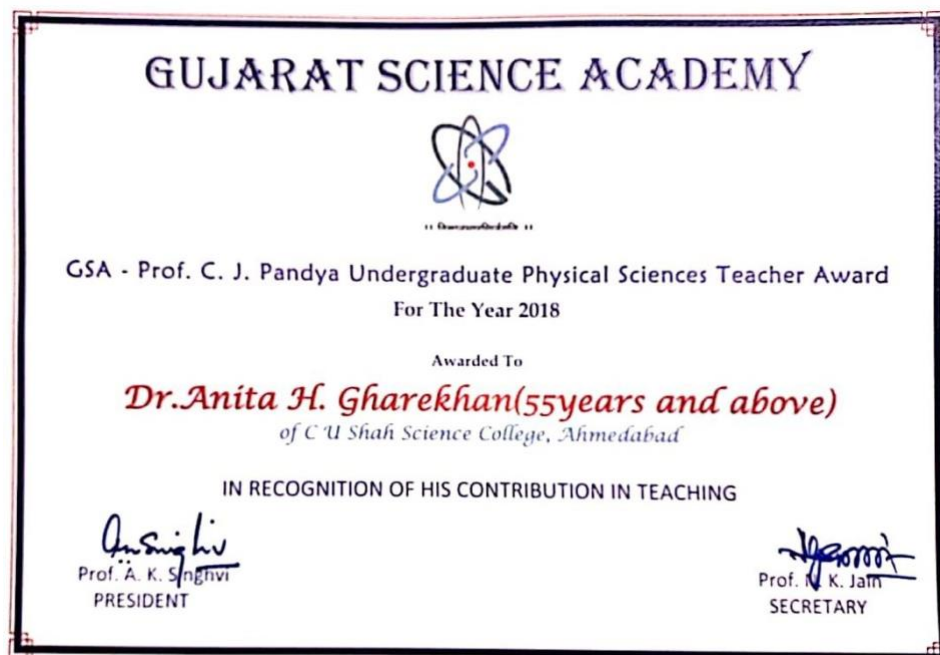 GUJARAT SCIENCE ACADEMY
GSA - Prof. C. J. Pandya Undergraduate Physical Sciences Teacher Award
For The Year 2018
Awarded To
Dr.Anita H. Gharekhan(55years and above)
of C U Shah Science College, Ahmedabad
IN RECOGNITION OF HIS CONTRIBUTION IN TEACHING
Prof. A. K. Singhvi
PRESIDENT
Prof. K. Jain
SECRETARY